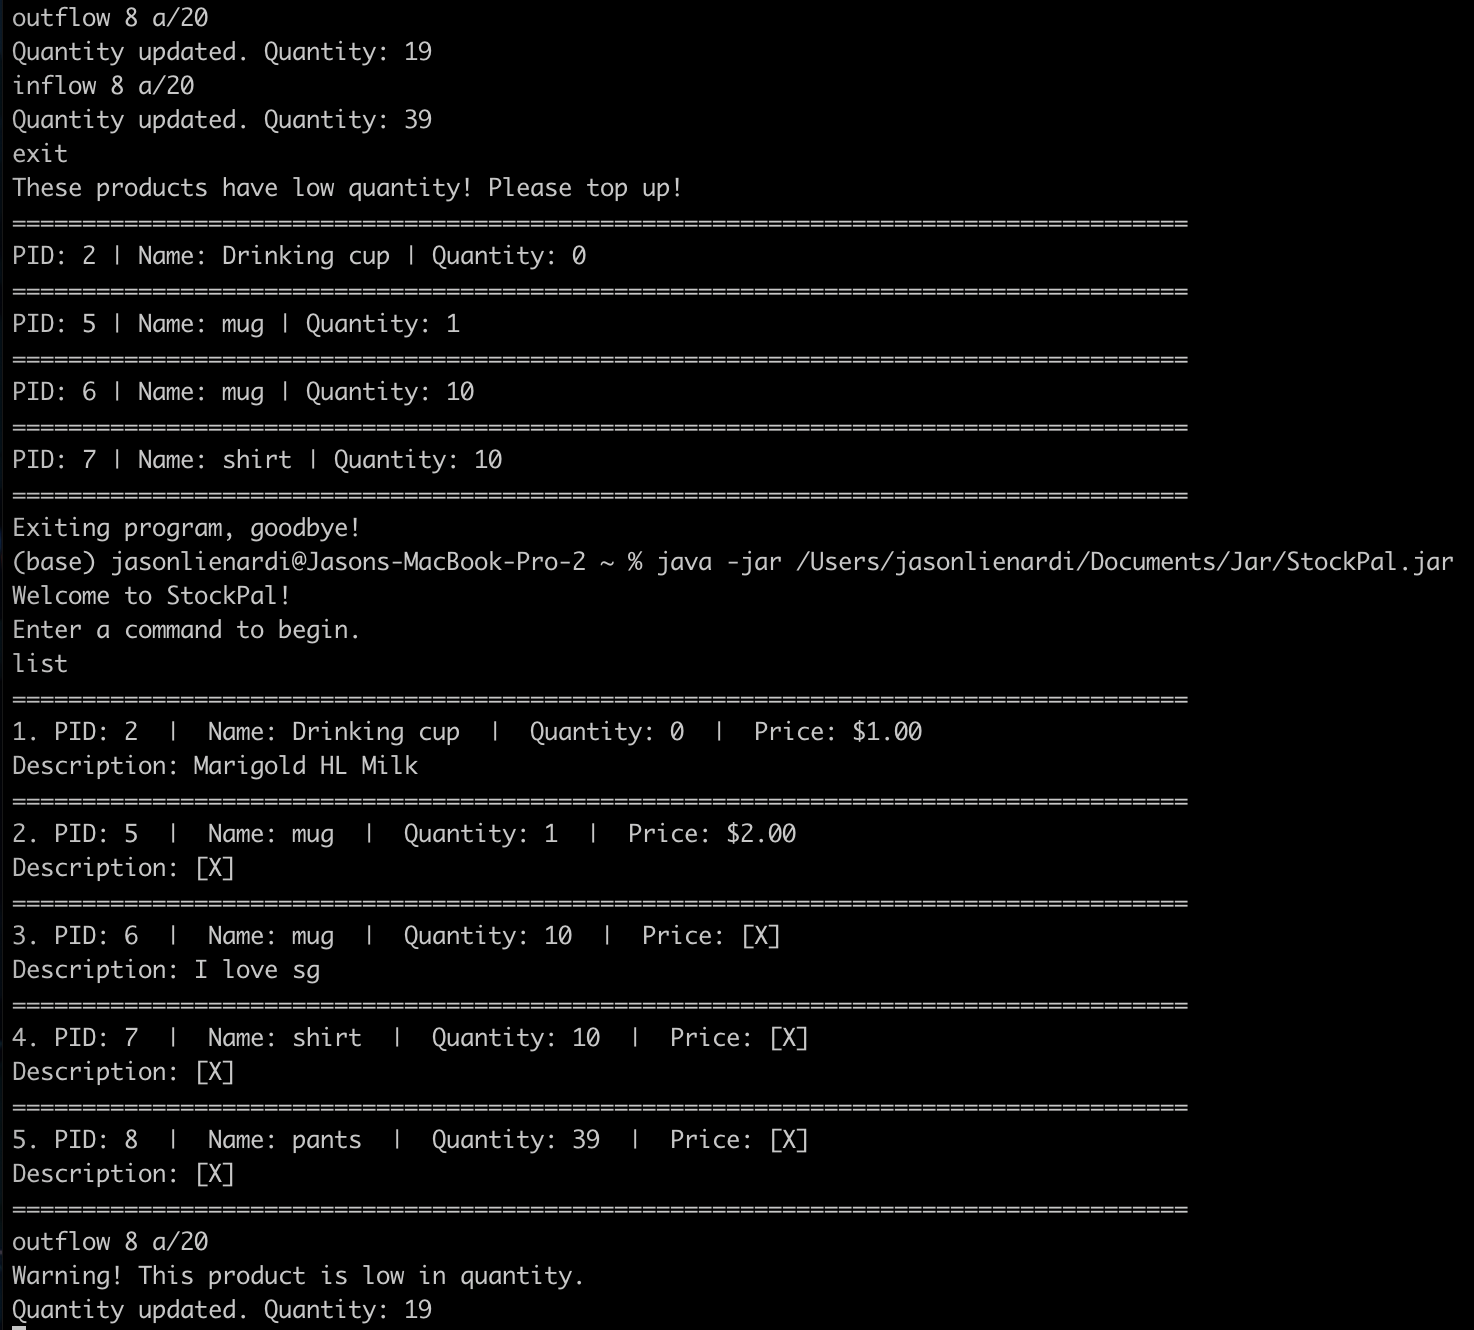 outflow 8 a/20
Quantity updated. Quantity: 19
inflow 8 a/20
Quantity updated. Quantity: 39
exit
These products have low quantity! Please top up!
====================================================================================
PID: 2 | Name: Drinking cup | Quantity: 0
====================================================================================
PID: 5 | Name: mug | Quantity: 1
====================================================================================
PID: 6 | Name: mug | Quantity: 10
====================================================================================
PID: 7 | Name: shirt | Quantity: 10
====================================================================================
Exiting program, goodbye!
(base) jasonlienardi@Jasons-MacBook-Pro-2 ~ % java -jar /Users/jasonlienardi/Documents/Jar/StockPal.jar
Welcome to StockPal!
Enter a command to begin.
list
====================================================================================
1. PID: 2  |  Name: Drinking cup  |  Quantity: 0  |  Price: $1.00
Description: Marigold HL Milk
====================================================================================
2. PID: 5  |  Name: mug  |  Quantity: 1  |  Price: $2.00
Description: [X]
====================================================================================
3. PID: 6  |  Name: mug  |  Quantity: 10  |  Price: [X]
Description: I love sg
====================================================================================
4. PID: 7  |  Name: shirt  |  Quantity: 10  |  Price: [X]
Description: [X]
====================================================================================
5. PID: 8  |  Name: pants  |  Quantity: 39  |  Price: [X]
Description: [X]
====================================================================================
outflow 8 a/20
Warning! This product is low in quantity.
Quantity updated. Quantity: 19